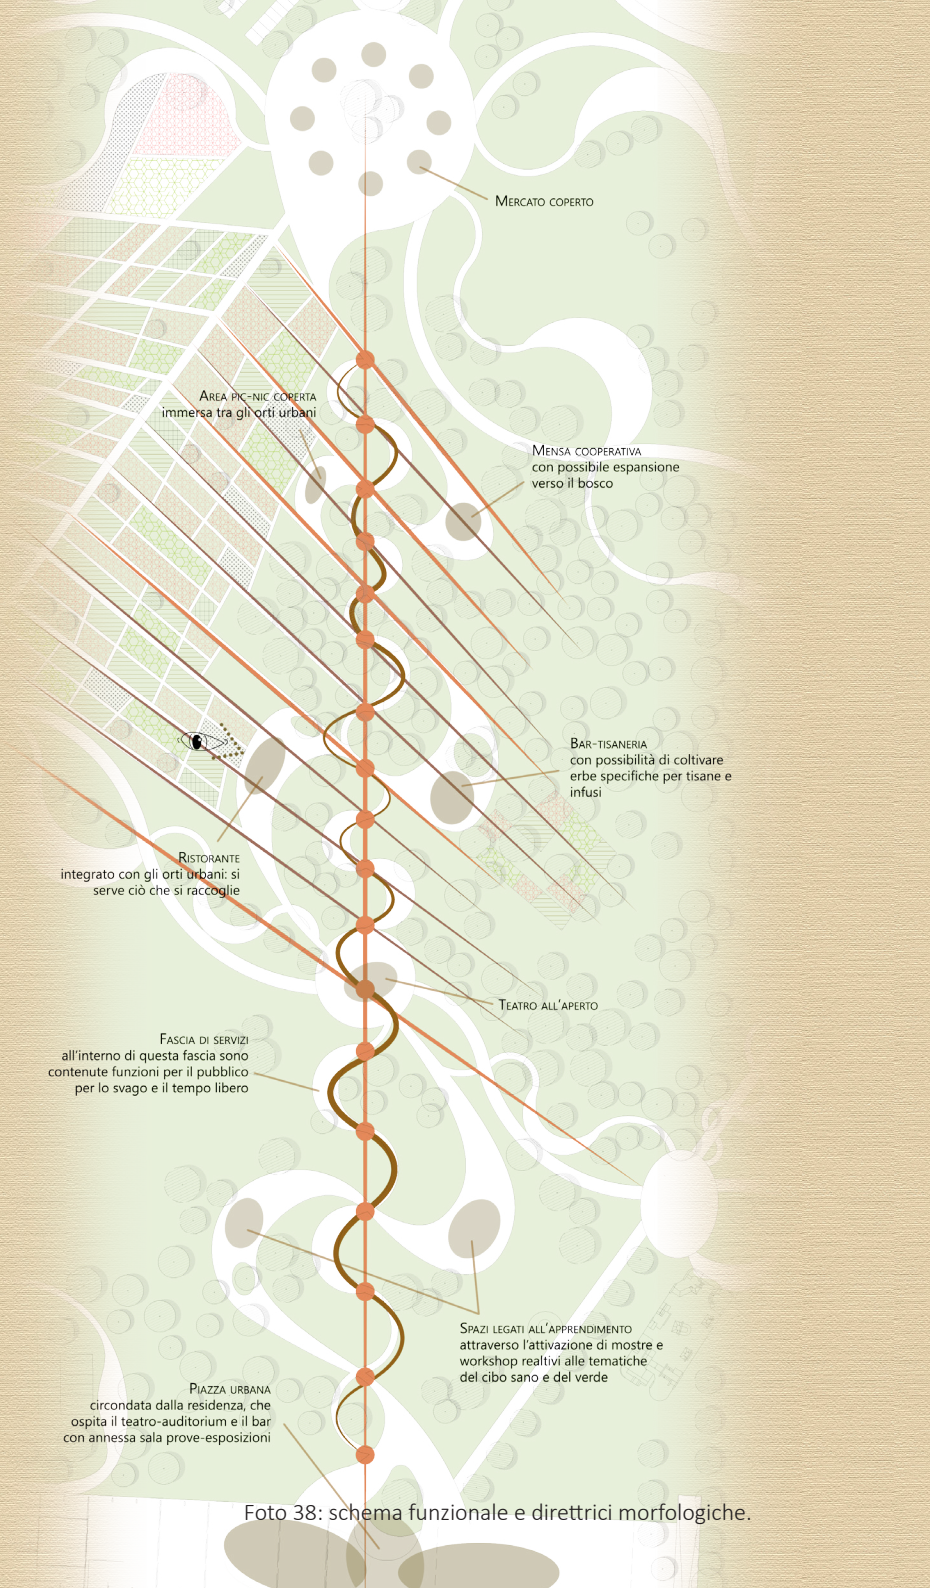 Mercato coperto
Area pic-nic coperta
immersa tra gli orti urbani
Mensa cooperativa
con possibile espansione
verso il bosco
Bar-tisaneria
con possibilità di coltivare
erbe specifiche per tisane e
infusi
Ristorante
integrato con gli orti urbani: si
serve ciò che si raccoglie
Teatro all'aperto
Fascia di servizi
all'interno di questa fascia sono
contenute funzioni per il pubblico
per lo svago e il tempo libero
Spazi legati all'apprendimento
attraverso l'attivazione di mostre e
workshop realtivi alle tematiche
del cibo sano e del verde
Piazza urbana
circondata dalla residenza, che
ospita il teatro-auditorium e il bar
con annessa sala prove-esposizioni
Foto 38: schema funzionale e direttrici morfologiche.